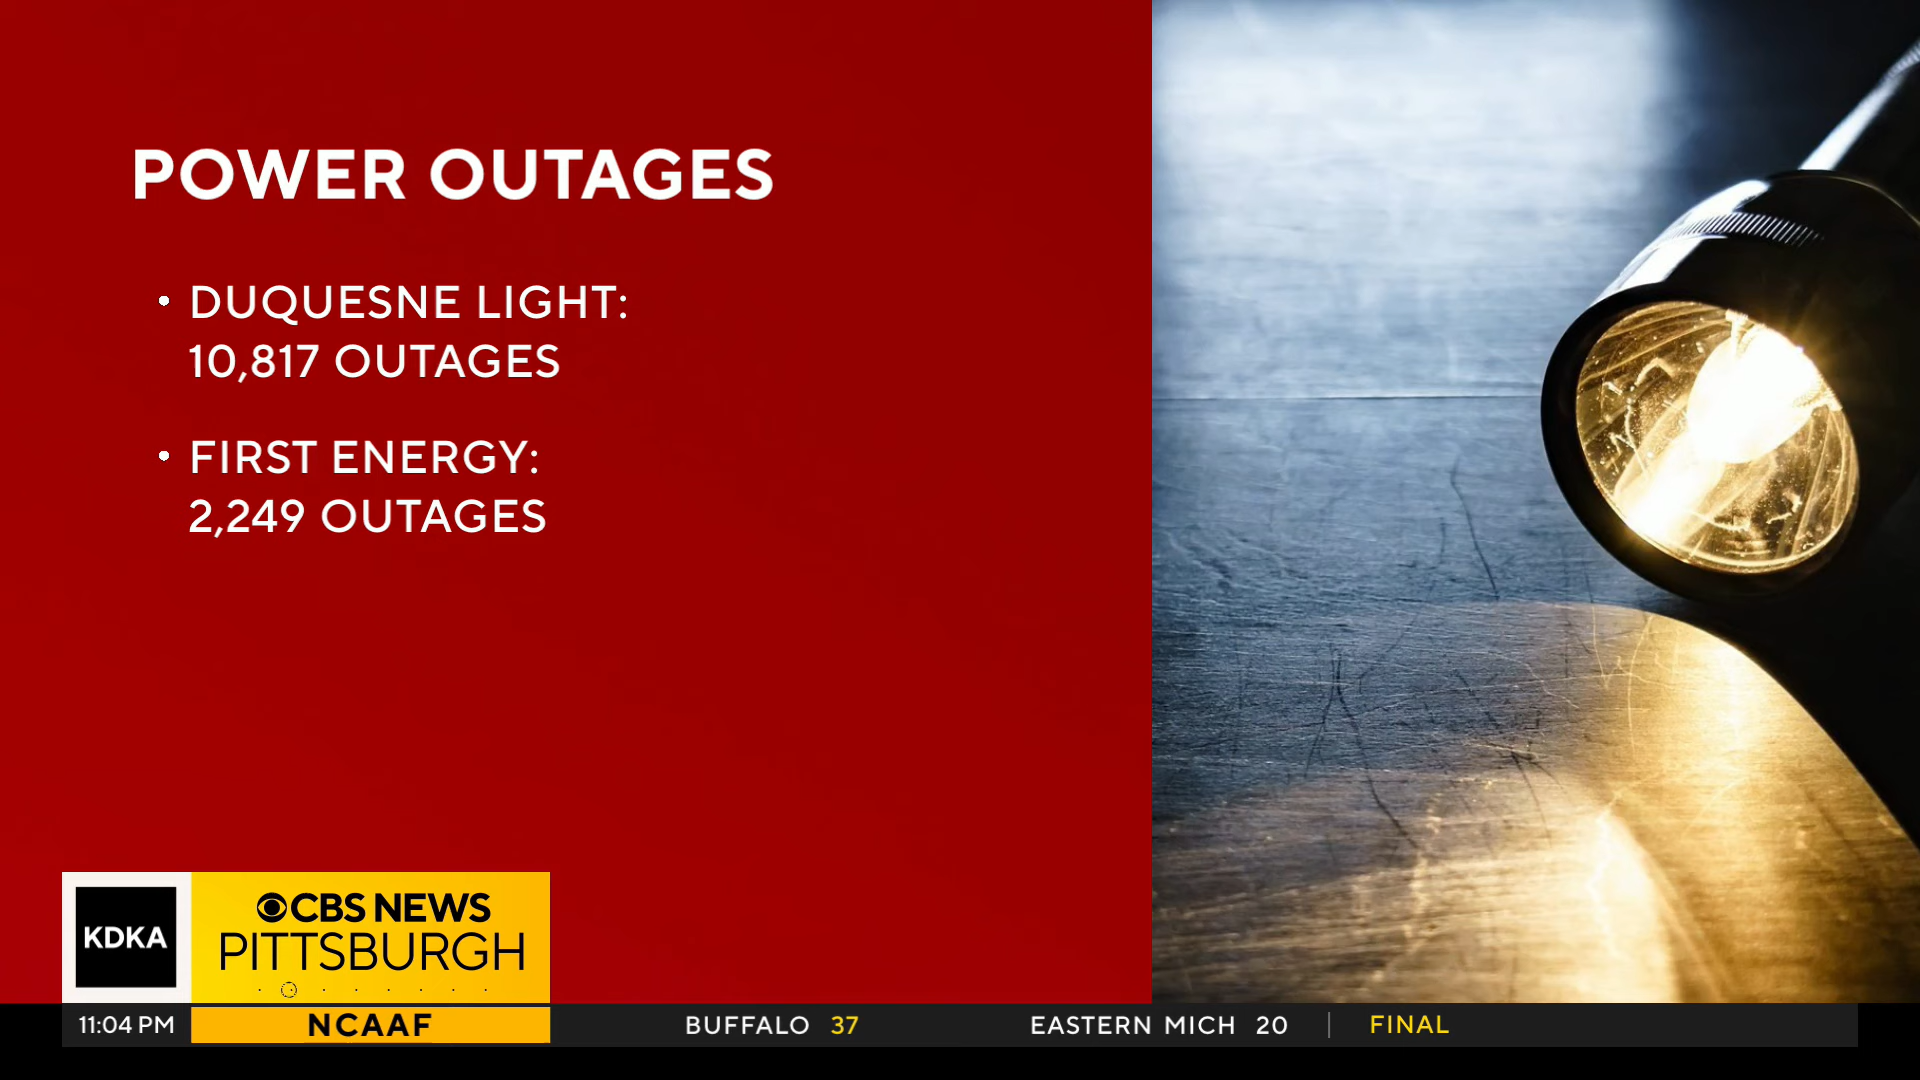 POWER OUTAGES
• DUQUESNE LIGHT:
10,817 OUTAGES
• FIRST ENERGY:
2,249 OUTAGES
KDKA
CBS NEWS
PITTSBURGH
11:04 PM NCAAF BUFFALO 37 EASTERN MICH 20 | FINAL